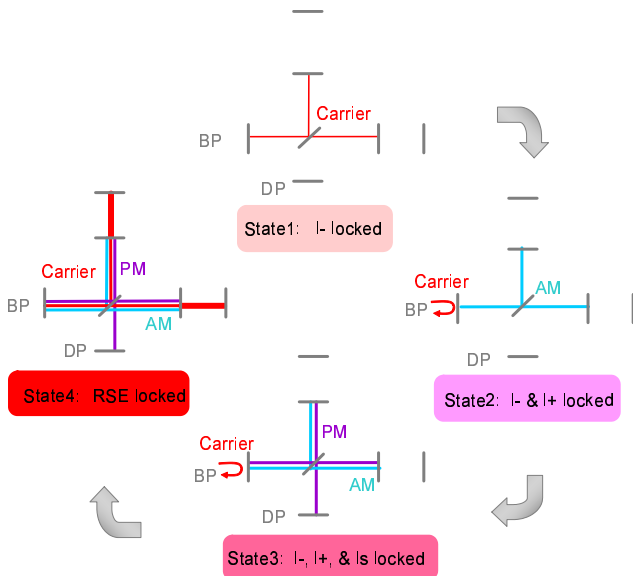 Carrier
BP
DP
State1: l- locked
Carrier
PM
BP
AM
DP
State4: RSE locked
Carrier
AM
BP
DP
State2: l- & l+ locked
PM
Carrier
BP
AM
DP
State3: l-, l+, & ls locked